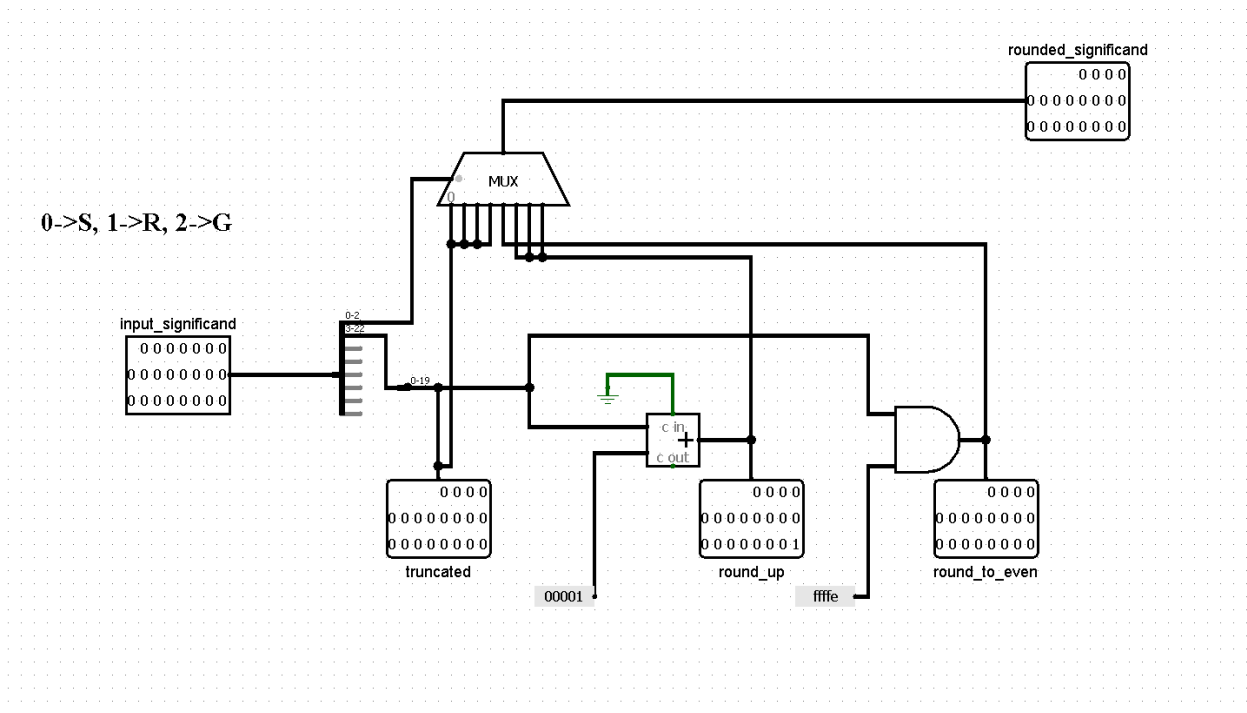 rounded_significand
0 0 0 0
0 0 0 0 0 0 0 0
0 0 0 0 0 0 0 0
MUX
0
0->S, 1->R, 2->G
input_significand
0 0 0 0 0 0 0
0 0 0 0 0 0 0 0
0 0 0 0 0 0 0 0
0-2
3-22
0-19
c in
+
c out
0 0 0 0
0 0 0 0 0 0 0 0
0 0 0 0 0 0 0 0
truncated
0 0 0 0
0 0 0 0 0 0 0 0
0 0 0 0 0 0 0 1
round_up
0 0 0 0
0 0 0 0 0 0 0 0
0 0 0 0 0 0 0 0
round_to_even
00001
ffffe